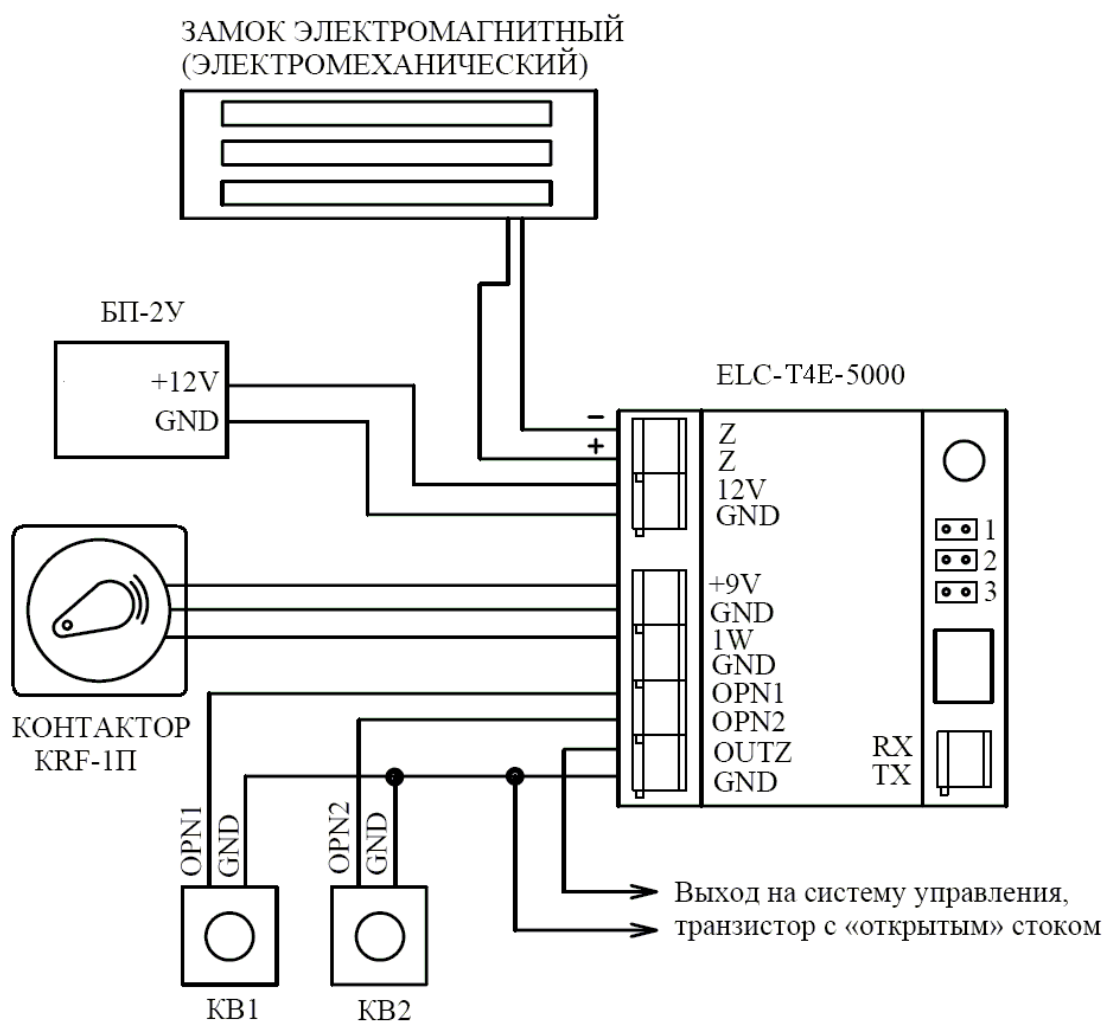 ЗАМОК ЭЛЕКТРОМАГНИТНЫЙ
(ЭЛЕКТРОМЕХАНИЧЕСКИЙ)
БП-2У
+12V
GND
ELC-T4E-5000
−
+
Z
Z
12V
GND
1
2
3
+9V
GND
1W
GND
OPN1
OPN2
OUTZ
GND
RX
TX
КОНТАКТОР
KRF-1П
OPN1
GND
OPN2
GND
Выход на систему управления,
транзистор с «открытым» стоком
КВ1
КВ2